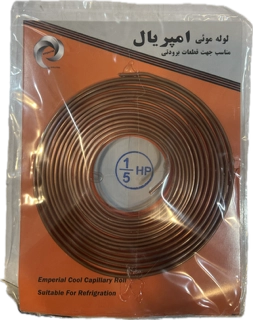 لوله موئی امپریال
مناسب جهت قطعات برودتی
1/5 HP
Emperial Cool Capillary Roll
Suitable For Refrigration